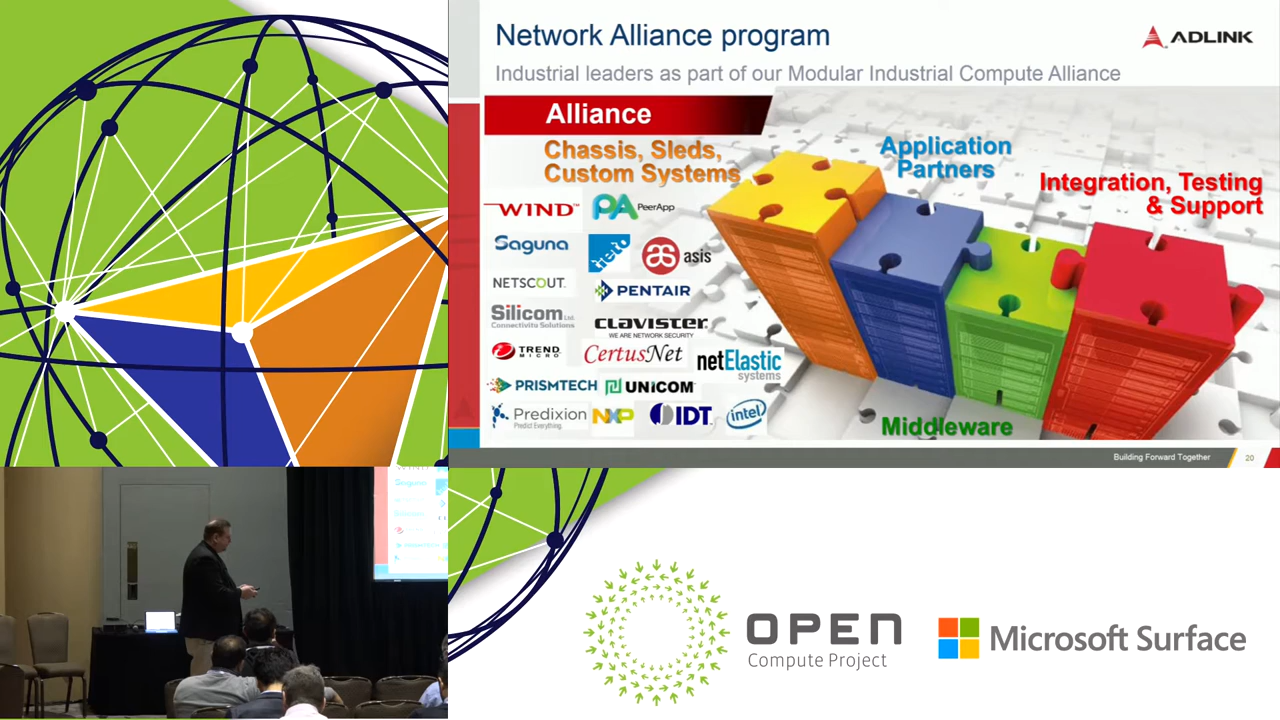 Network Alliance program
ADLINK
Industrial leaders as part of our Modular Industrial Compute Alliance
Alliance
Chassis, Sleds,
Custom Systems
Application
Partners
Integration, Testing
& Support
WIND
PA PeerApp
Saguna
asis
NETSCOUT.
PENTAIR
Silicom Ltd.
Connectivity Solutions
CLAVISTER
WE ARE NETWORK SECURITY
TREND
MICRO
CertusNet
netElastic
systems
PRISMTECH
UNICOM
Predixion
Predict Everything.
NXP
IDT
intel
Middleware
Building Forward Together
20
OPEN
Compute Project
Microsoft Surface